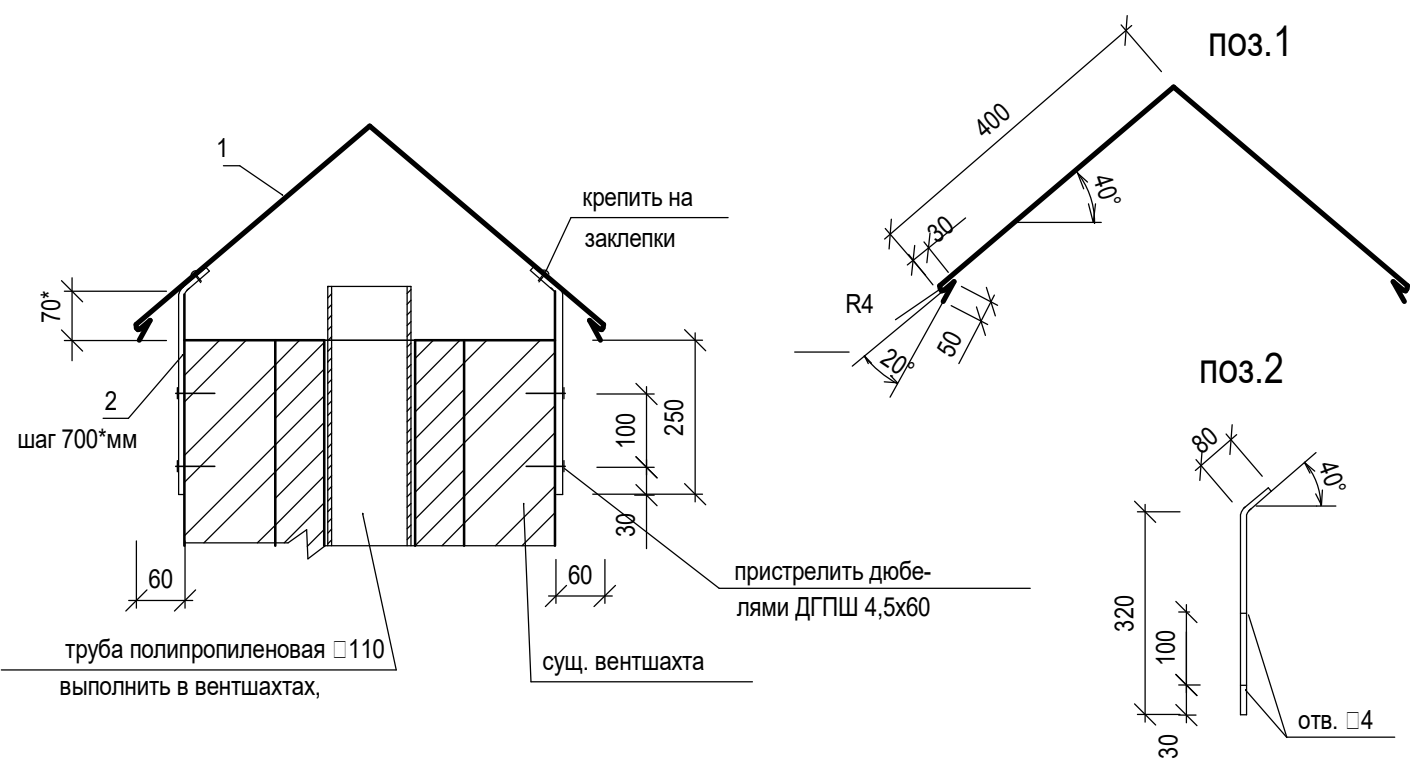 1
крепить на
заклепки
70*
2
шаг 700*мм
100
250
30
60
60
пристрелить дюбе-
лями ДГПШ 4,5х60
труба полипропиленовая □110
выполнить в вентшахтах,
сущ. вентшахта
поз.1
400
30
40°
R4
20°
50
поз.2
80
40°
320
100
30
отв. □4